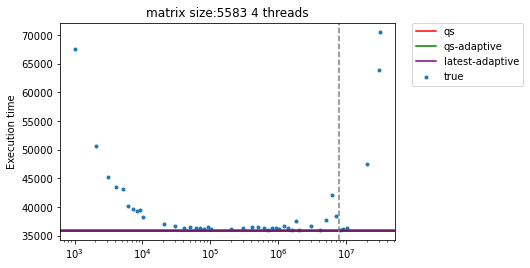 matrix size:5583 4 threads
Execution time
70000
65000
60000
55000
50000
45000
40000
35000
10³
10⁴
10⁵
10⁶
10⁷
qs
qs-adaptive
latest-adaptive
true